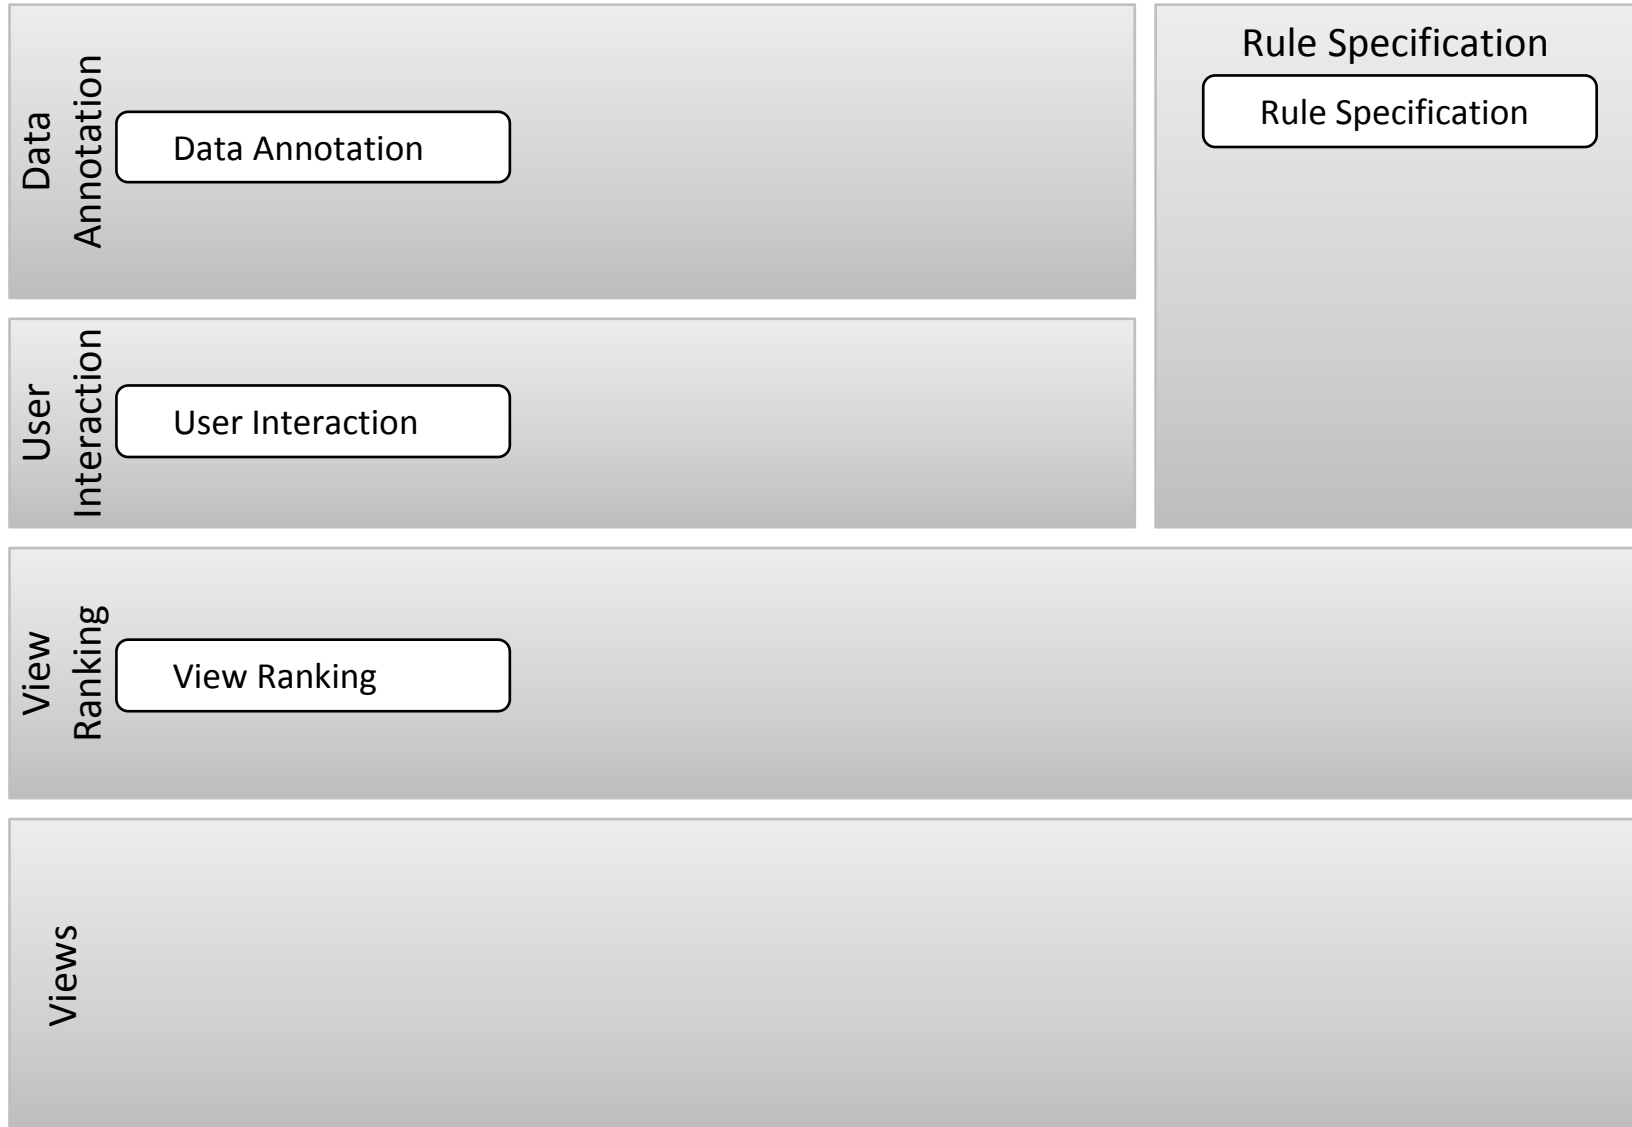 Data
Annotation
Data Annotation
Rule Specification
Rule Specification
User
Interaction
User Interaction
View
Ranking
View Ranking
Views